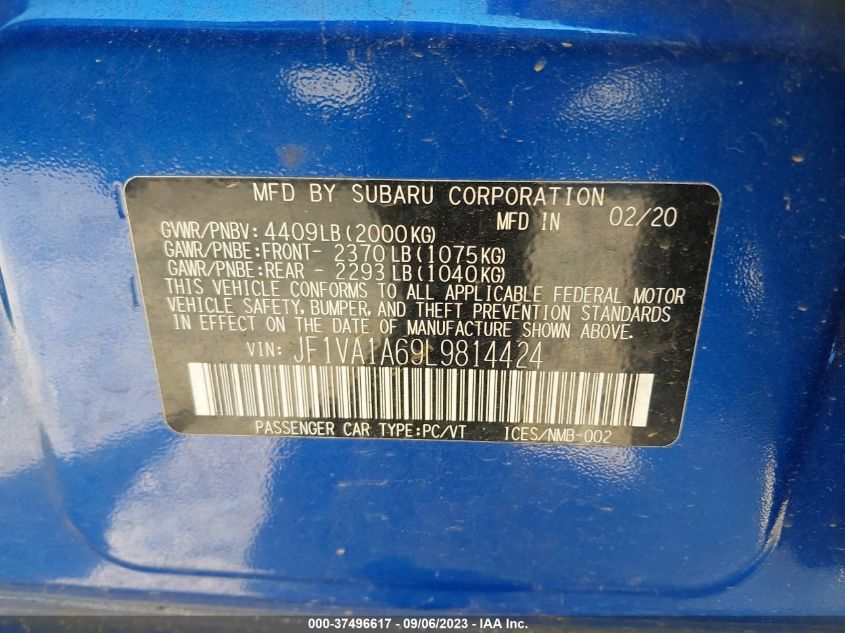 MFD BY SUBARU CORPORATION
GVWR/PNBV: 4409LB(2000KG) MFD IN 02/20
GAWR/PNBE:FRONT- 2370LB(1075KG)
GAWR/PNBE:REAR - 2293LB(1040KG)
THIS VEHICLE CONFORMS TO ALL APPLICABLE FEDERAL MOTOR
VEHICLE SAFETY, BUMPER, AND THEFT PREVENTION STANDARDS
IN EFFECT ON THE DATE OF MANUFACTURE SHOWN ABOVE.
VIN: JF1VA1A69L9814424
PASSENGER CAR TYPE:PC/VT ICES/NMB-002
000-37496617 - 09/06/2023 - IAA Inc.